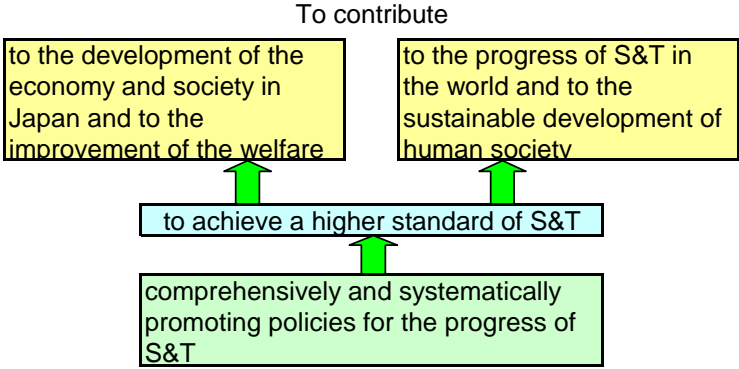 To contribute
to the development of the
economy and society in
Japan and to the
improvement of the welfare
to the progress of S&T in
the world and to the
sustainable development of
human society
to achieve a higher standard of S&T
comprehensively and systematically
promoting policies for the progress of
S&T